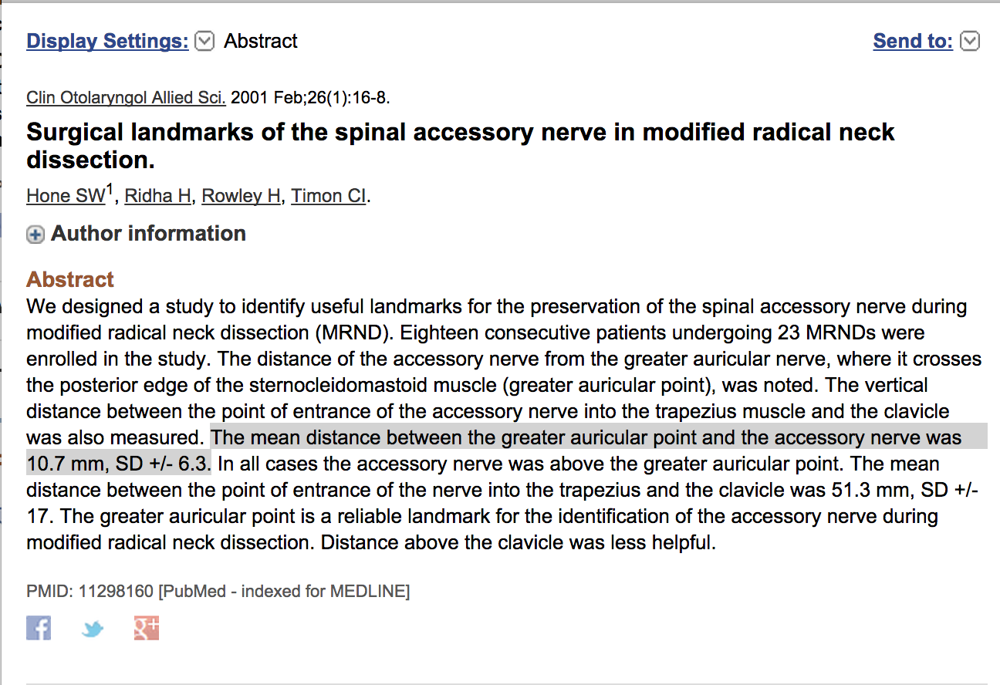 Display Settings: Abstract Send to:
Clin Otolaryngol Allied Sci. 2001 Feb;26(1):16-8.
Surgical landmarks of the spinal accessory nerve in modified radical neck
dissection.
Hone SW1, Ridha H, Rowley H, Timon CI.
Author information
Abstract
We designed a study to identify useful landmarks for the preservation of the spinal accessory nerve during
modified radical neck dissection (MRND). Eighteen consecutive patients undergoing 23 MRNDs were
enrolled in the study. The distance of the accessory nerve from the greater auricular nerve, where it crosses
the posterior edge of the sternocleidomastoid muscle (greater auricular point), was noted. The vertical
distance between the point of entrance of the accessory nerve into the trapezius muscle and the clavicle
was also measured. The mean distance between the greater auricular point and the accessory nerve was
10.7 mm, SD +/- 6.3. In all cases the accessory nerve was above the greater auricular point. The mean
distance between the point of entrance of the nerve into the trapezius and the clavicle was 51.3 mm, SD +/-
17. The greater auricular point is a reliable landmark for the identification of the accessory nerve during
modified radical neck dissection. Distance above the clavicle was less helpful.
PMID: 11298160 [PubMed - indexed for MEDLINE]
f g+